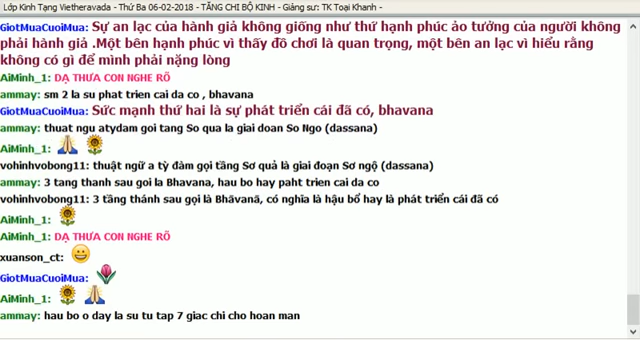 Lớp Kinh Tạng Vietheravada - Thứ Ba 06-02-2018 - TĂNG CHI BỘ KINH - Giảng sư: TK Toại Khanh -
GiotMuaCuoiMua: Sự an lạc của hành giả không giống như thứ hạnh phúc ảo tưởng của người không
phải hành giả .Một bên hạnh phúc vì thấy đồ chơi là quan trọng, một bên an lạc vì hiểu rằng
không có gì để mình phải nặng lòng
AiMinh_1: DẠ THƯA CON NGHE RÕ
ammay: sm 2 la su phat trien cai da co , bhavana
GiotMuaCuoiMua: Sức mạnh thứ hai là sự phát triển cái đã có, bhavana
ammay: thuat ngu atydam goi tang So qua la giai doan So Ngo (dassana)
AiMinh_1:
vohinhvobong11: thuật ngữ a tỳ đàm gọi tầng Sơ quả là giai đoạn Sơ ngộ (dassana)
ammay: 3 tang thanh sau goi la Bhavana, hau bo hay paht trien cai da co
vohinhvobong11: 3 tầng thánh sau gọi là Bhāvanā, có nghĩa là hậu bổ hay là phát triển cái đã có
AiMinh_1:
AiMinh_1: DẠ THƯA CON NGHE RÕ
xuanson_ct:
GiotMuaCuoiMua:
AiMinh_1:
ammay: hau bo o day la su tu tap 7 giac chi cho hoan man